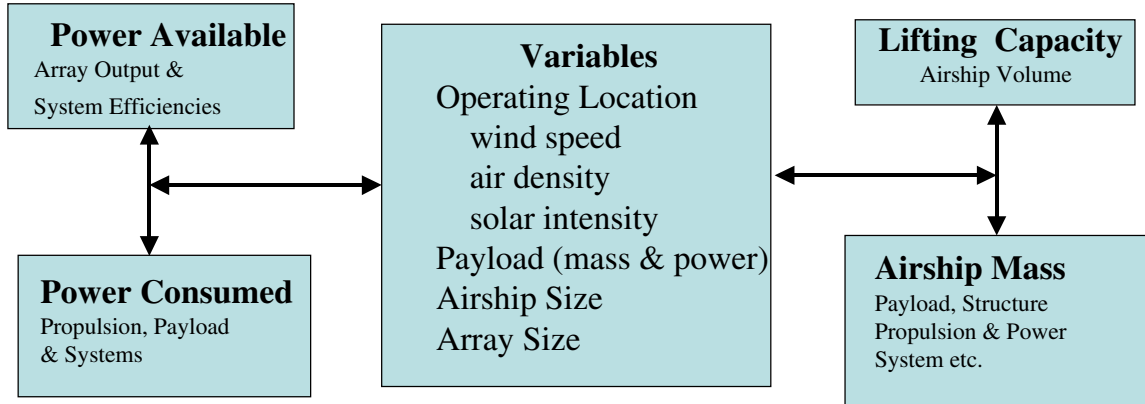 Power Available
Array Output &
System Efficiencies
Power Consumed
Propulsion, Payload
& Systems
Variables
Operating Location
wind speed
air density
solar intensity
Payload (mass & power)
Airship Size
Array Size
Lifting Capacity
Airship Volume
Airship Mass
Payload, Structure
Propulsion & Power
System etc.